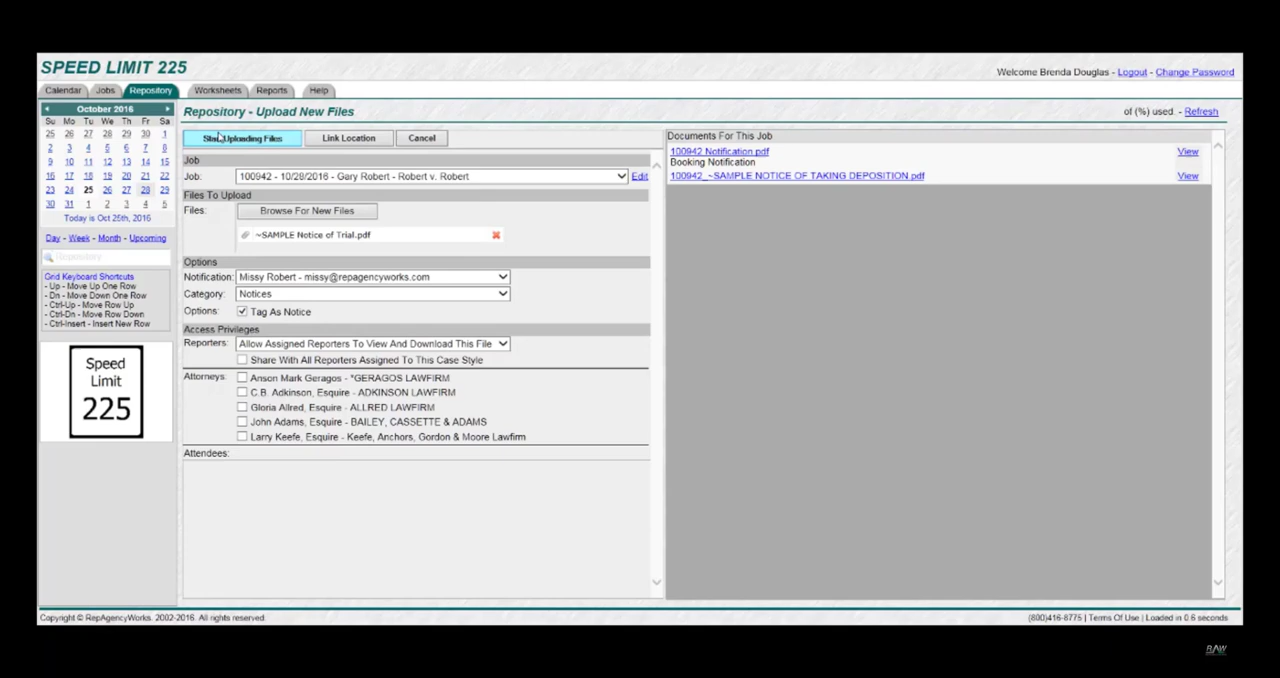 SPEED LIMIT 225
Welcome Brenda Douglas - Logout - Change Password
Calendar Jobs Repository Worksheets Reports Help
October 2016
Su Mo Tu We Th Fr Sa
25 26 27 28 29 30 1
2 3 4 5 6 7 8
9 10 11 12 13 14 15
16 17 18 19 20 21 22
23 24 25 26 27 28 29
30 31 1 2 3 4 5
Today is Oct 25th, 2016
Day - Week - Month - Upcoming
Repository
Grid Keyboard Shortcuts
- Up - Move Up One Row
- Dn - Move Down One Row
- Ctrl-Up - Move Row Up
- Ctrl-Dn - Move Row Down
- Ctrl-Insert - Insert New Row
Speed
Limit
225
Repository - Upload New Files
of (%) used. - Refresh
Start Uploading Files Link Location Cancel
Job
Job: 100942 - 10/28/2016 - Gary Robert - Robert v. Robert Edit
Files To Upload
Files: Browse For New Files
~SAMPLE Notice of Trial.pdf
Options
Notification: Missy Robert - missy@repagencyworks.com
Category: Notices
Options: Tag As Notice
Access Privileges
Reporters: Allow Assigned Reporters To View And Download This File
Share With All Reporters Assigned To This Case Style
Attorneys: Anson Mark Geragos - *GERAGOS LAWFIRM
C.B. Adkinson, Esquire - ADKINSON LAWFIRM
Gloria Allred, Esquire - ALLRED LAWFIRM
John Adams, Esquire - BAILEY, CASSETTE & ADAMS
Larry Keefe, Esquire - Keefe, Anchors, Gordon & Moore Lawfirm
Attendees:
Documents For This Job
100942 Notification.pdf View
Booking Notification
100942_~SAMPLE NOTICE OF TAKING DEPOSITION.pdf View
Copyright © RepAgencyWorks. 2002-2016. All rights reserved.
(800)416-8775 | Terms Of Use | Loaded in 0.6 seconds
RAW